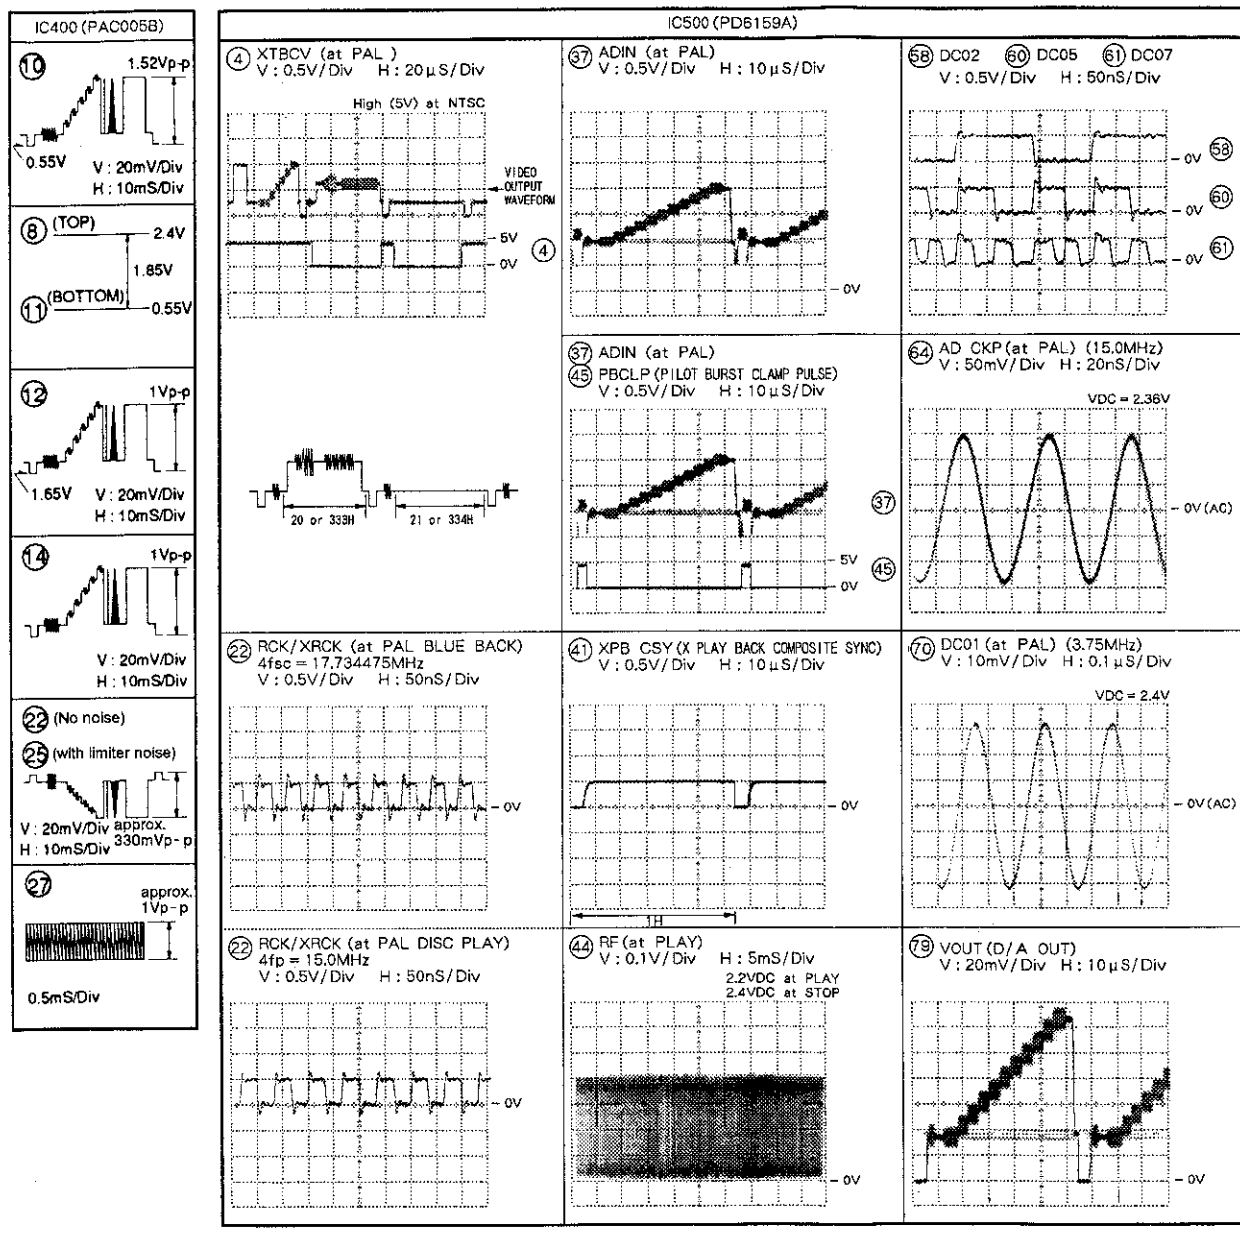 IC400 (PAC005B)
10
1.52Vp-p
0.55V
V : 20mV/Div
H : 10mS/Div
8 (TOP)
2.4V
1.85V
11 (BOTTOM)
0.55V
12
1Vp-p
1.65V
V : 20mV/Div
H : 10mS/Div
14
1Vp-p
V : 20mV/Div
H : 10mS/Div
22 (No noise)
25 (with limiter noise)
V : 20mV/Div approx.
H : 10mS/Div 330mVp-p
27
approx.
1Vp-p
0.5mS/Div
IC500 (PD6159A)
4 XTBCV (at PAL )
V : 0.5V/Div H : 20μS/Div
High (5V) at NTSC
VIDEO
OUTPUT
WAVEFORM
5V
4
0V
20 or 333H
21 or 334H
37 ADIN (at PAL)
V : 0.5V/Div H : 10μS/Div
0V
58 DC02 60 DC05 61 DC07
V : 0.5V/Div H : 50nS/Div
0V 58
0V 60
0V 61
37 ADIN (at PAL)
45 PBCLP (PILOT BURST CLAMP PULSE)
V : 0.5V/Div H : 10μS/Div
37
5V
45
0V
64 AD CKP (at PAL) (15.0MHz)
V : 50mV/Div H : 20nS/Div
VDC = 2.36V
0V (AC)
22 RCK/XRCK (at PAL BLUE BACK)
4fsc = 17.734475MHz
V : 0.5V/Div H : 50nS/Div
0V
41 XPB CSY (X PLAY BACK COMPOSITE SYNC)
V : 0.5V/Div H : 10μS/Div
0V
1H
70 DC01 (at PAL) (3.75MHz)
V : 10mV/Div H : 0.1μS/Div
VDC = 2.4V
0V (AC)
22 RCK/XRCK (at PAL DISC PLAY)
4fp = 15.0MHz
V : 0.5V/Div H : 50nS/Div
0V
44 RF (at PLAY)
V : 0.1V/Div H : 5mS/Div
2.2VDC at PLAY
2.4VDC at STOP
0V
79 VOUT (D/A OUT)
V : 20mV/Div H : 10μS/Div
0V